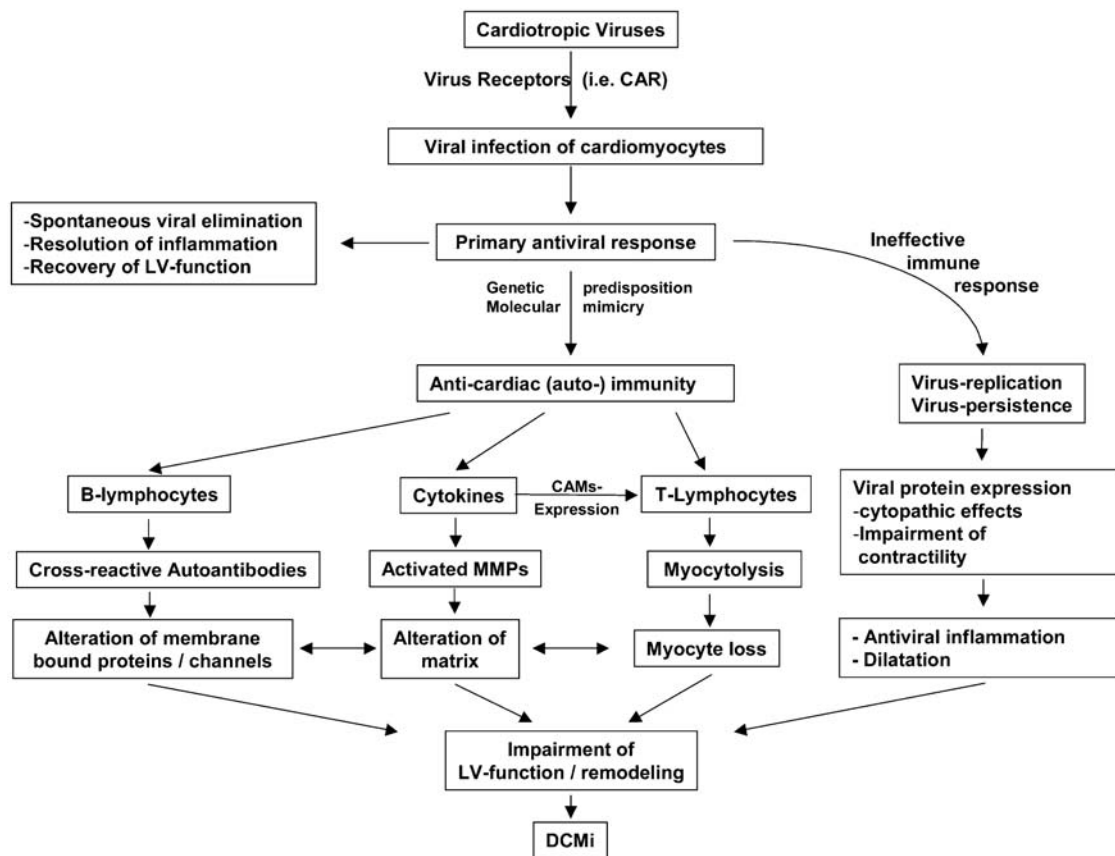 Cardiotropic Viruses
Virus Receptors (i.e. CAR)
Viral infection of cardiomyocytes
-Spontaneous viral elimination
-Resolution of inflammation
-Recovery of LV-function
Primary antiviral response
Ineffective
immune
response
Genetic predisposition
Molecular mimicry
Anti-cardiac (auto-) immunity
Virus-replication
Virus-persistence
B-lymphocytes
Cytokines
CAMs-
Expression
T-Lymphocytes
Viral protein expression
-cytopathic effects
-Impairment of
contractility
Cross-reactive Autoantibodies
Activated MMPs
Myocytolysis
Alteration of membrane
bound proteins / channels
Alteration of
matrix
Myocyte loss
- Antiviral inflammation
- Dilatation
Impairment of
LV-function / remodeling
DCMi